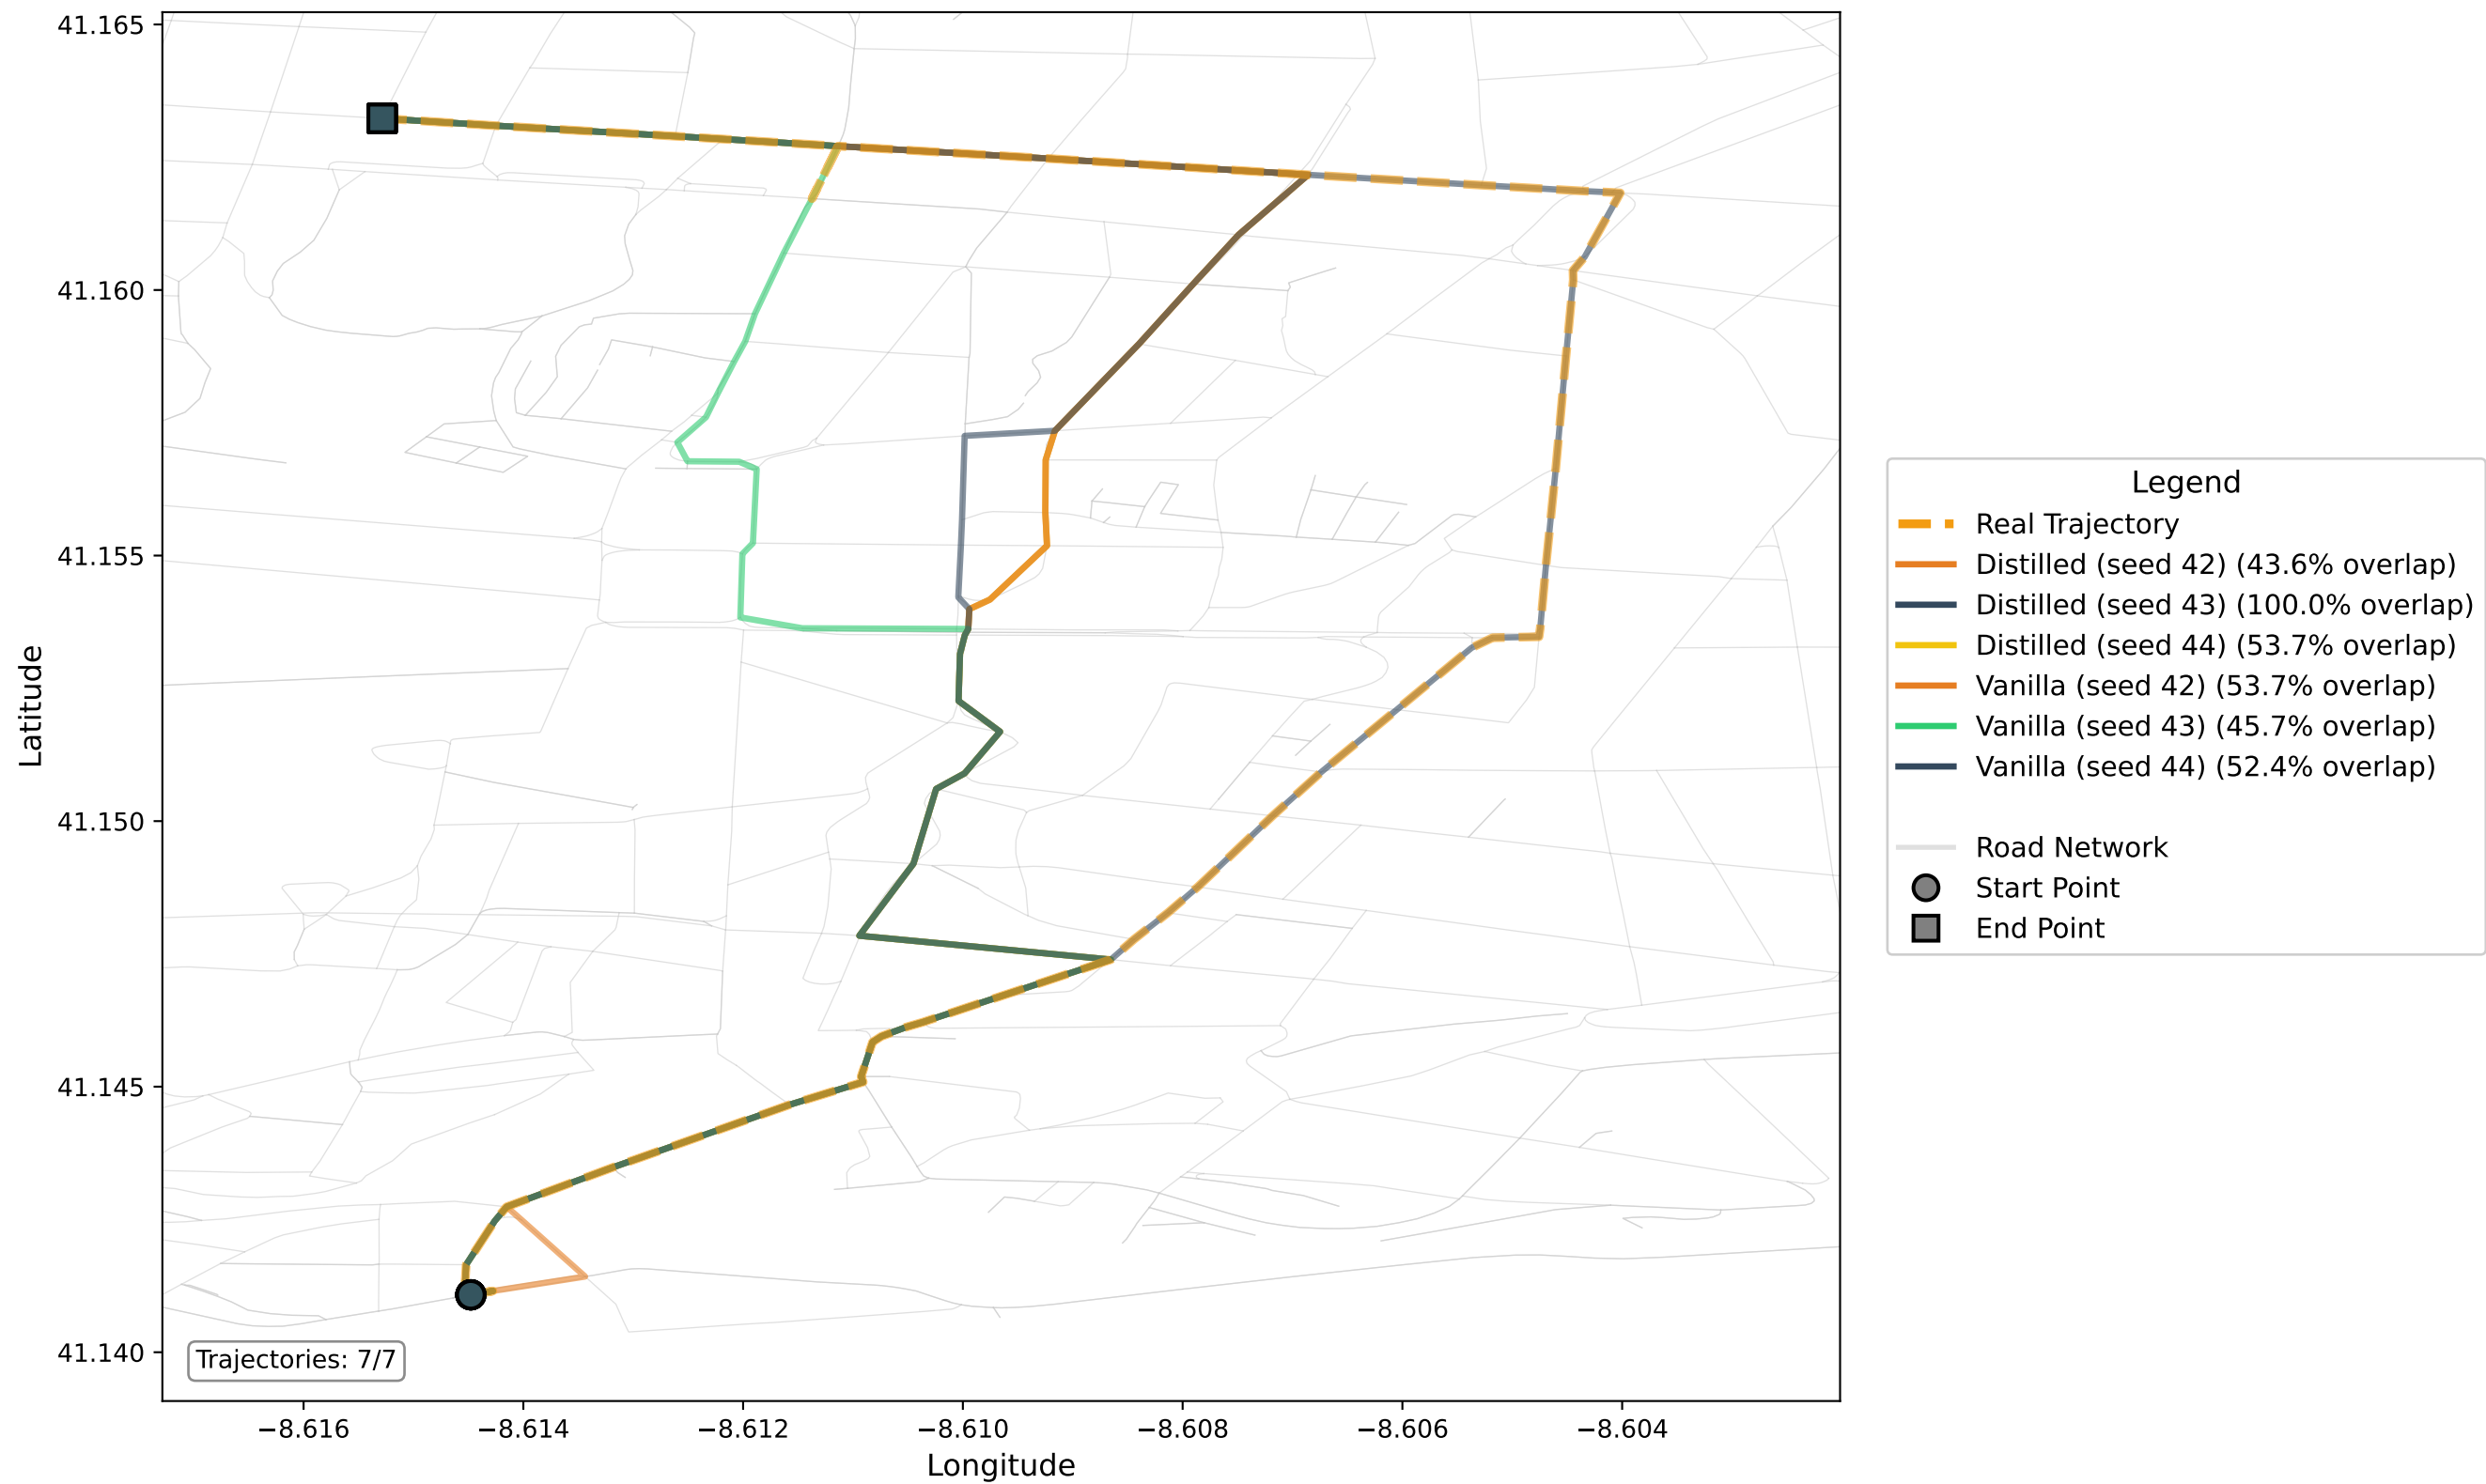 41.165
41.160
41.155
41.150
41.145
41.140
Latitude
−8.616
−8.614
−8.612
−8.610
−8.608
−8.606
−8.604
Longitude
Trajectories: 7/7
Legend
Real Trajectory
Distilled (seed 42) (43.6% overlap)
Distilled (seed 43) (100.0% overlap)
Distilled (seed 44) (53.7% overlap)
Vanilla (seed 42) (53.7% overlap)
Vanilla (seed 43) (45.7% overlap)
Vanilla (seed 44) (52.4% overlap)
Road Network
Start Point
End Point